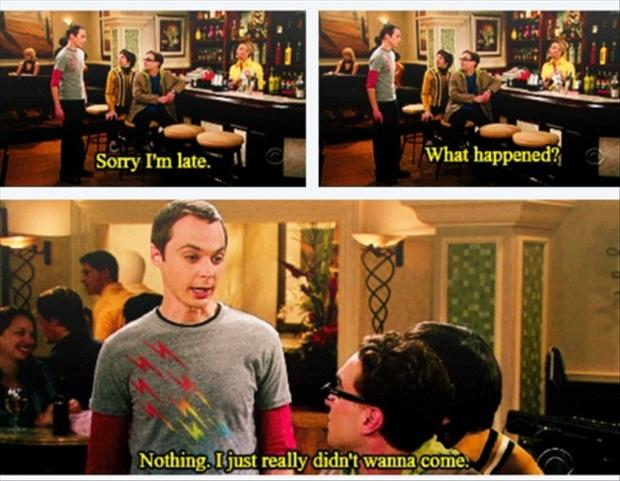 Sorry I'm late.
What happened?
Nothing. I just really didn't wanna come.